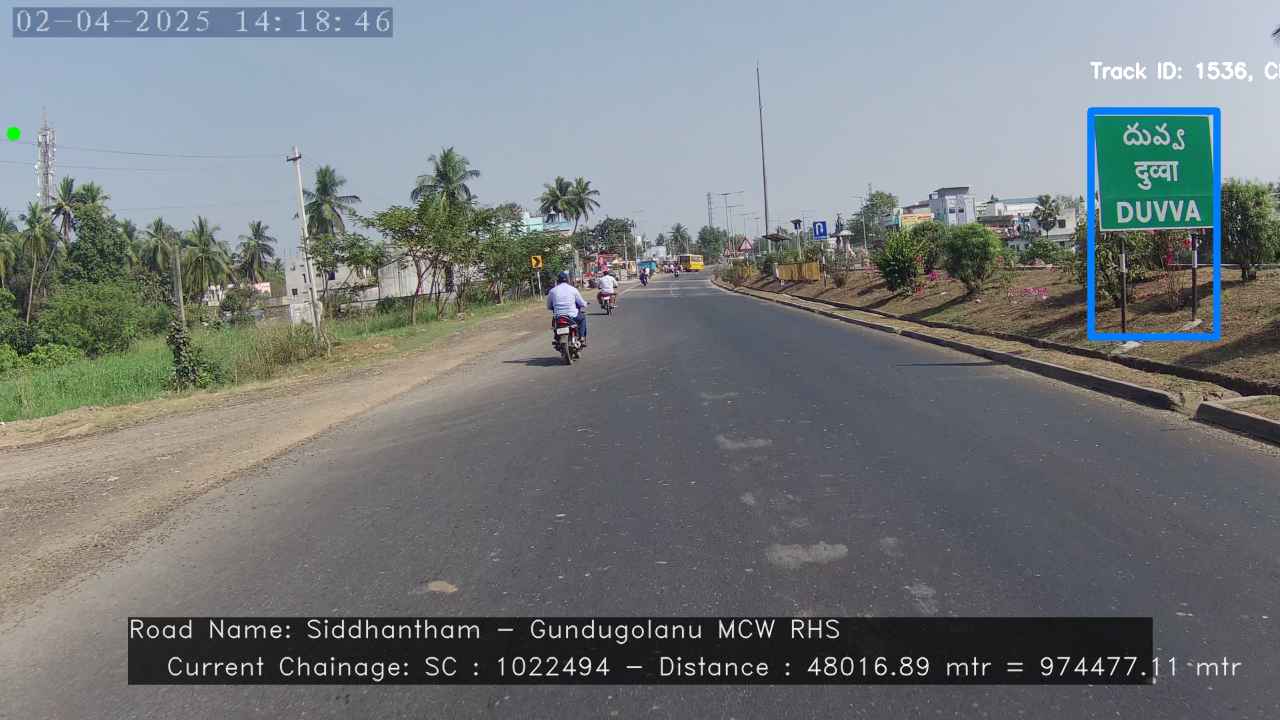 02-04-2025 14:18:46
Track ID: 1536,
దువ్వ
दुव्वा
DUVVA
Road Name: Siddhantham - Gundugolanu MCW RHS
Current Chainage: SC : 1022494 - Distance : 48016.89 mtr = 974477.11 mtr